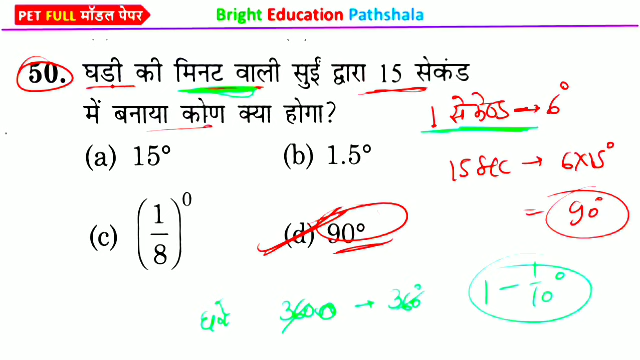 PET FULL मॉडल पेपर
Bright Education Pathshala
50. घड़ी की मिनट वाली सुईं द्वारा 15 सेकंड
में बनाया कोण क्या होगा?
1 सेकेण्ड → 6°
(a) 15°
(b) 1.5°
15 sec → 6×15°
= 90°
(c) (1/8)⁰
(d) 90°
→ 360°
1 – 1/10°